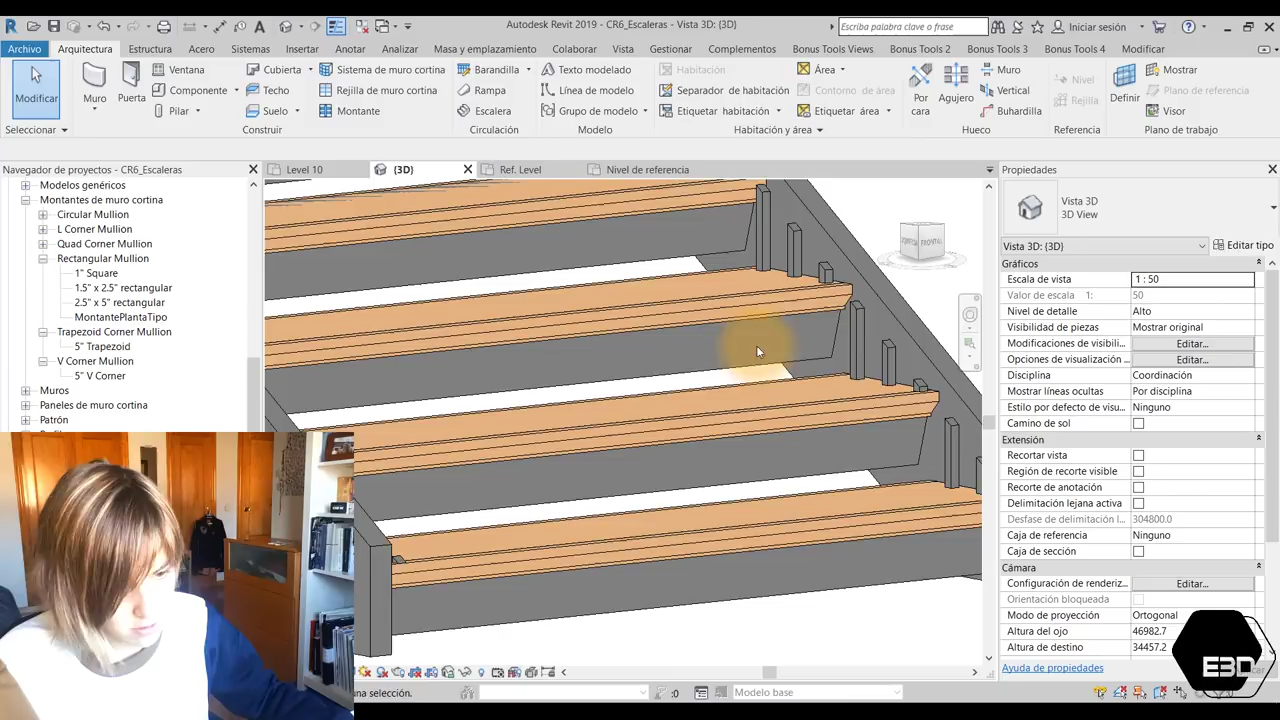 Autodesk Revit 2019 - CR6_Escaleras - Vista 3D: {3D}
Escriba palabra clave o frase
Iniciar sesión
Archivo Arquitectura Estructura Acero Sistemas Insertar Anotar Analizar Masa y emplazamiento Colaborar Vista Gestionar Complementos Bonus Tools Views Bonus Tools 2 Bonus Tools 3 Bonus Tools 4 Modificar
Modificar
Seleccionar
Muro
Puerta
Ventana
Componente
Pilar
Cubierta
Techo
Suelo
Sistema de muro cortina
Rejilla de muro cortina
Montante
Construir
Barandilla
Rampa
Escalera
Circulación
Texto modelado
Línea de modelo
Grupo de modelo
Modelo
Habitación
Separador de habitación
Etiquetar habitación
Área
Contorno de área
Etiquetar área
Habitación y área
Por cara
Agujero
Muro
Vertical
Buhardilla
Hueco
Nivel
Rejilla
Referencia
Definir
Mostrar
Plano de referencia
Visor
Plano de trabajo
Navegador de proyectos - CR6_Escaleras
Modelos genéricos
Montantes de muro cortina
Circular Mullion
L Corner Mullion
Quad Corner Mullion
Rectangular Mullion
1" Square
1.5" x 2.5" rectangular
2.5" x 5" rectangular
MontantePlantaTipo
Trapezoid Corner Mullion
5" Trapezoid
V Corner Mullion
5" V Corner
Muros
Paneles de muro cortina
Patrón
Level 10
{3D}
Ref. Level
Nivel de referencia
FRONTAL
Propiedades
Vista 3D
3D View
Vista 3D: {3D}
Editar tipo
Gráficos
Escala de vista 1 : 50
Valor de escala 1: 50
Nivel de detalle Alto
Visibilidad de piezas Mostrar original
Modificaciones de visibili... Editar...
Opciones de visualización ... Editar...
Disciplina Coordinación
Mostrar líneas ocultas Por disciplina
Estilo por defecto de visu... Ninguno
Camino de sol
Extensión
Recortar vista
Región de recorte visible
Recorte de anotación
Delimitación lejana activa
Desfase de delimitación l... 304800.0
Caja de referencia Ninguno
Caja de sección
Cámara
Configuración de renderiz... Editar...
Orientación bloqueada
Modo de proyección Ortogonal
Altura del ojo 46982.7
Altura de destino 34457.2
Ayuda de propiedades
E3D
una selección.
:0
Modelo base